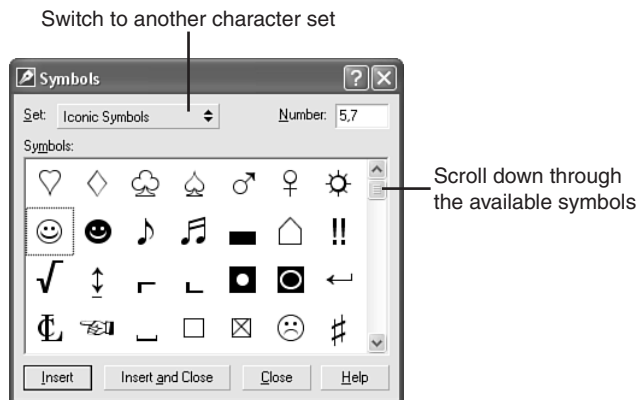 Switch to another character set
Symbols
Set: Iconic Symbols Number: 5,7
Symbols:
Scroll down through
the available symbols
Insert Insert and Close Close Help